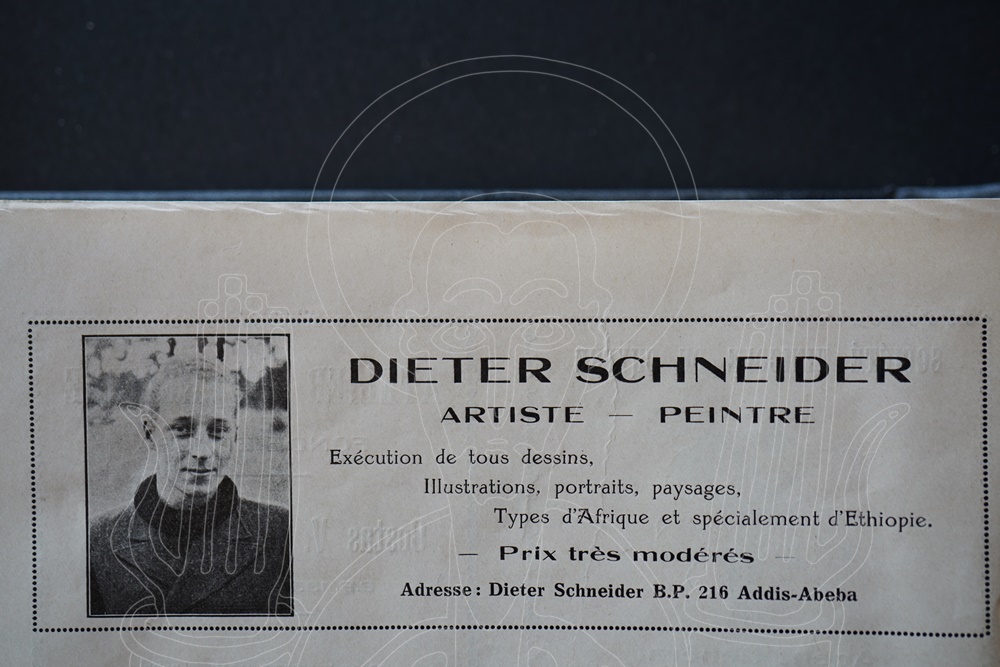 DIETER SCHNEIDER
ARTISTE — PEINTRE
Exécution de tous dessins,
Illustrations, portraits, paysages,
Types d'Afrique et spécialement d'Ethiopie.
— Prix très modérés —
Adresse: Dieter Schneider B.P. 216 Addis-Abeba